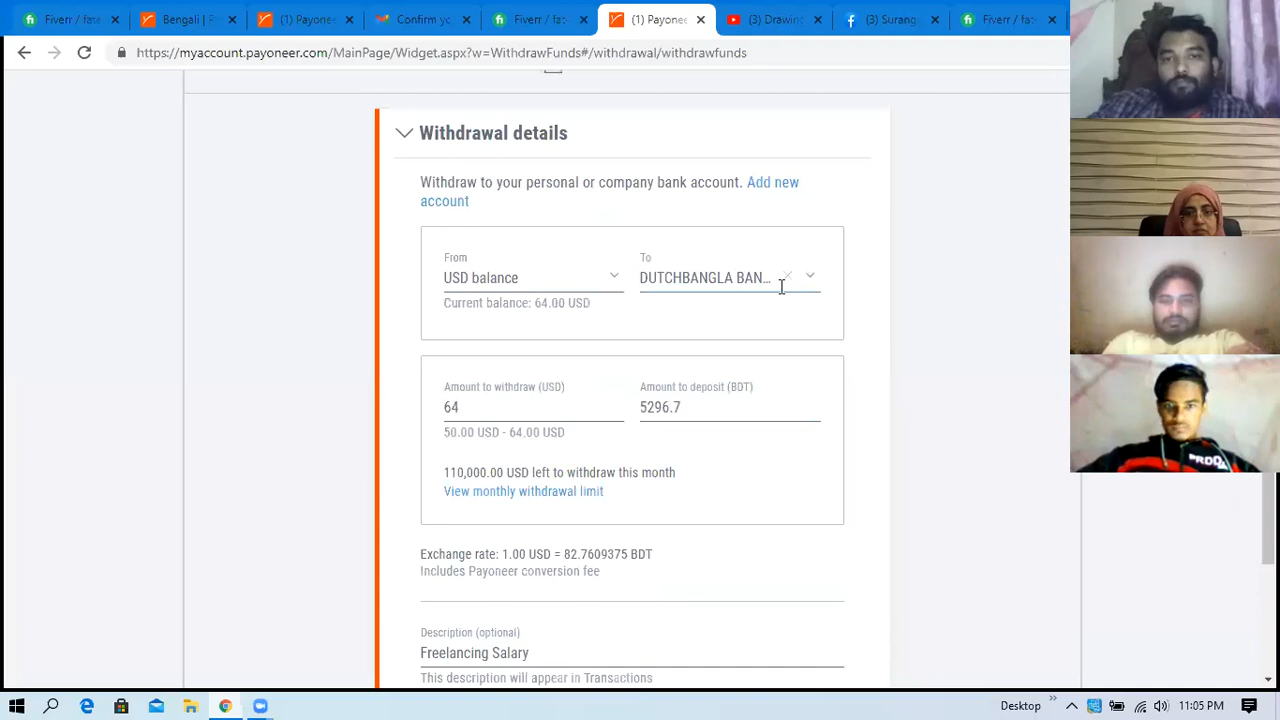 Fiverr / fate
Bengali | P
(1) Payonee
Confirm yo
Fiverr / fate
(1) Payonee
(3) Drawin
(3) Surang
Fiverr / fate
https://myaccount.payoneer.com/MainPage/Widget.aspx?w=WithdrawFunds#/withdrawal/withdrawfunds
Withdrawal details
Withdraw to your personal or company bank account. Add new
account
From
To
USD balance
DUTCHBANGLA BAN...
Current balance: 64.00 USD
Amount to withdraw (USD)
Amount to deposit (BDT)
64
5296.7
50.00 USD - 64.00 USD
110,000.00 USD left to withdraw this month
View monthly withdrawal limit
Exchange rate: 1.00 USD = 82.7609375 BDT
Includes Payoneer conversion fee
Description (optional)
Freelancing Salary
This description will appear in Transactions
Desktop
11:05 PM